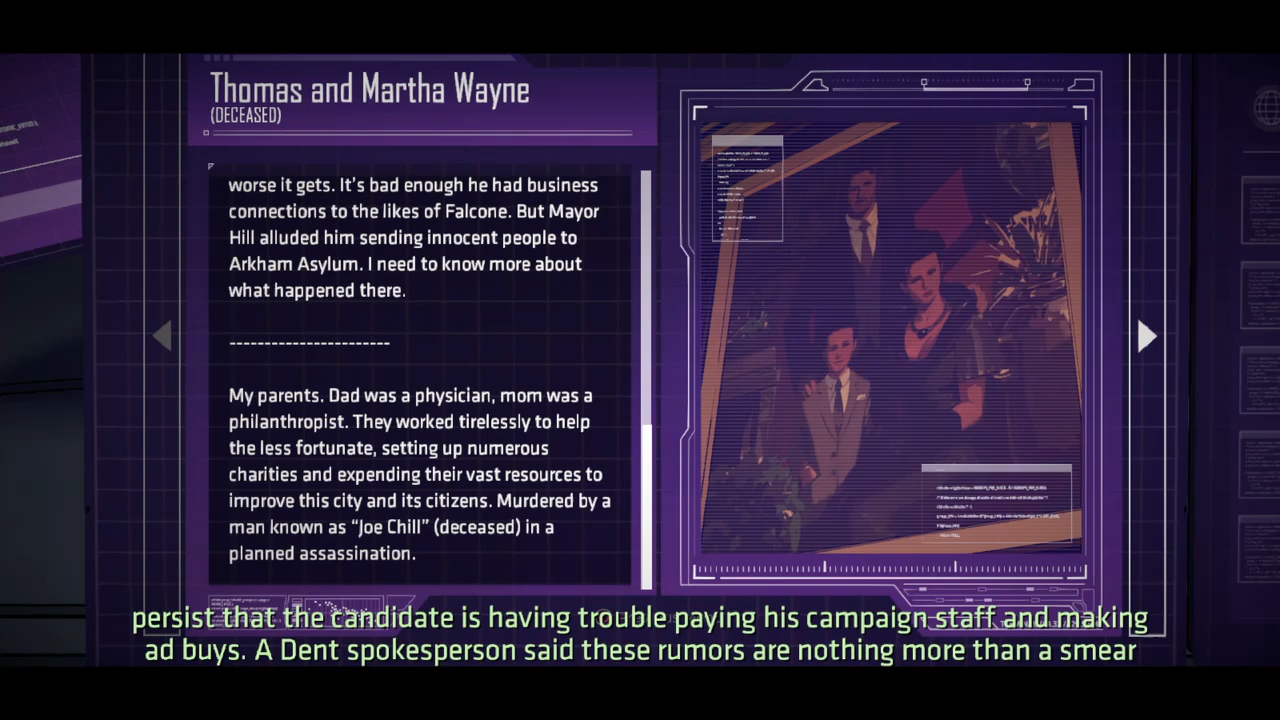 Thomas and Martha Wayne
(DECEASED)
worse it gets. It's bad enough he had business
connections to the likes of Falcone. But Mayor
Hill alluded him sending innocent people to
Arkham Asylum. I need to know more about
what happened there.
-----------------------
My parents. Dad was a physician, mom was a
philanthropist. They worked tirelessly to help
the less fortunate, setting up numerous
charities and expending their vast resources to
improve this city and its citizens. Murdered by a
man known as “Joe Chill” (deceased) in a
planned assassination.
persist that the candidate is having trouble paying his campaign staff and making
ad buys. A Dent spokesperson said these rumors are nothing more than a smear